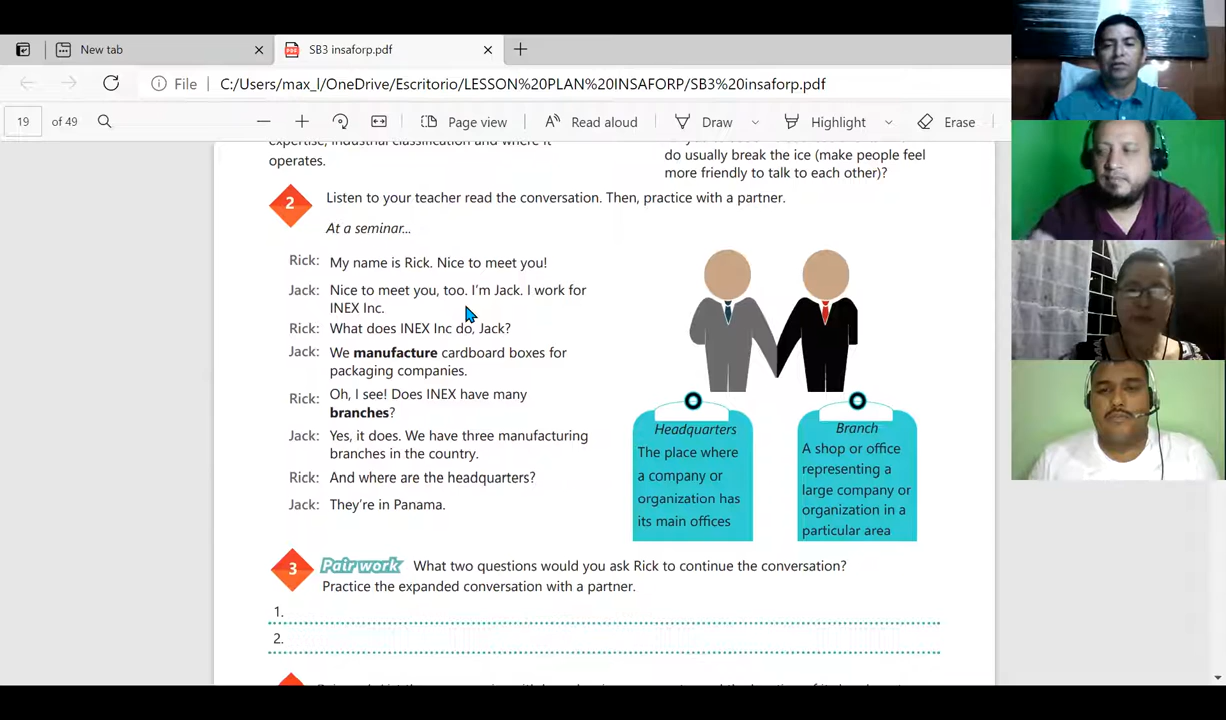 New tab
SB3 insaforp.pdf
File
C:/Users/max_l/OneDrive/Escritorio/LESSON%20PLAN%20INSAFORP/SB3%20insaforp.pdf
19 of 49
Page view
Read aloud
Draw
Highlight
Erase
operates.
do usually break the ice (make people feel
more friendly to talk to each other)?
2 Listen to your teacher read the conversation. Then, practice with a partner.
At a seminar...
Rick: My name is Rick. Nice to meet you!
Jack: Nice to meet you, too. I'm Jack. I work for
INEX Inc.
Rick: What does INEX Inc do, Jack?
Jack: We manufacture cardboard boxes for
packaging companies.
Rick: Oh, I see! Does INEX have many
branches?
Jack: Yes, it does. We have three manufacturing
branches in the country.
Rick: And where are the headquarters?
Jack: They're in Panama.
Headquarters
The place where
a company or
organization has
its main offices
Branch
A shop or office
representing a
large company or
organization in a
particular area
3 Pair work What two questions would you ask Rick to continue the conversation?
Practice the expanded conversation with a partner.
1.
2.